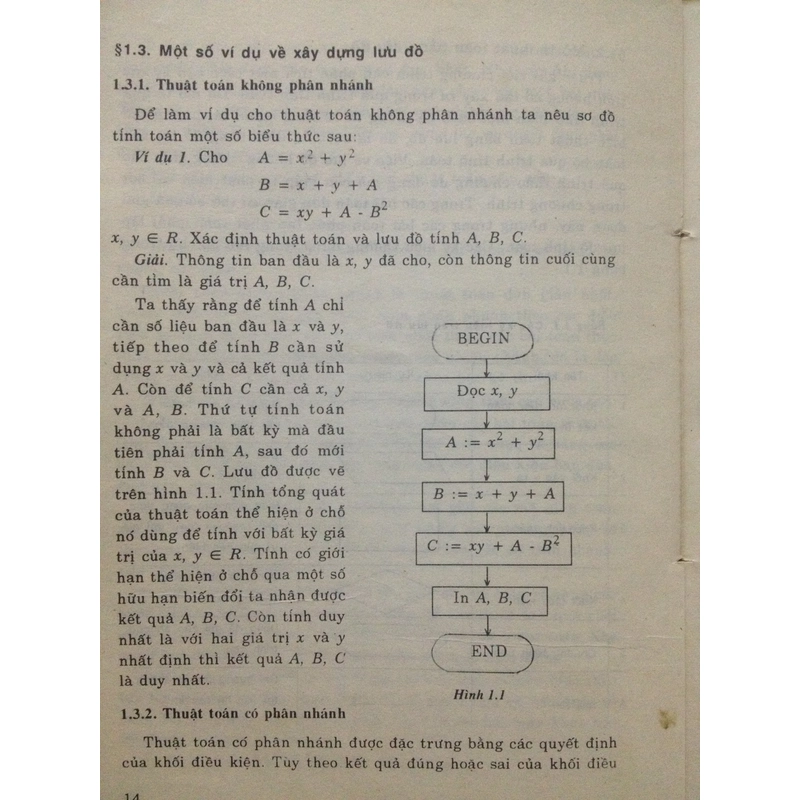 §1.3. Một số ví dụ về xây dựng lưu đồ
1.3.1. Thuật toán không phân nhánh
Để làm ví dụ cho thuật toán không phân nhánh ta nêu sơ đồ
tính toán một số biểu thức sau:
Ví dụ 1. Cho A = x² + y²
B = x + y + A
C = xy + A - B²
x, y ∈ R. Xác định thuật toán và lưu đồ tính A, B, C.
Giải. Thông tin ban đầu là x, y đã cho, còn thông tin cuối cùng
cần tìm là giá trị A, B, C.
Ta thấy rằng để tính A chỉ
cần số liệu ban đầu là x và y,
tiếp theo để tính B cần sử
dụng x và y và cả kết quả tính
A. Còn để tính C cần cả x, y
và A, B. Thứ tự tính toán
không phải là bất kỳ mà đầu
tiên phải tính A, sau đó mới
tính B và C. Lưu đồ được vẽ
trên hình 1.1. Tính tổng quát
của thuật toán thể hiện ở chỗ
nó dùng để tính với bất kỳ giá
trị của x, y ∈ R. Tính có giới
hạn thể hiện ở chỗ qua một số
hữu hạn biến đổi ta nhận được
kết quả A, B, C. Còn tính duy
nhất là với hai giá trị x và y
nhất định thì kết quả A, B, C
là duy nhất.
BEGIN
Đọc x, y
A := x² + y²
B := x + y + A
C := xy + A - B²
In A, B, C
END
Hình 1.1
1.3.2. Thuật toán có phân nhánh
Thuật toán có phân nhánh được đặc trưng bằng các quyết định
của khối điều kiện. Tùy theo kết quả đúng hoặc sai của khối điều
14